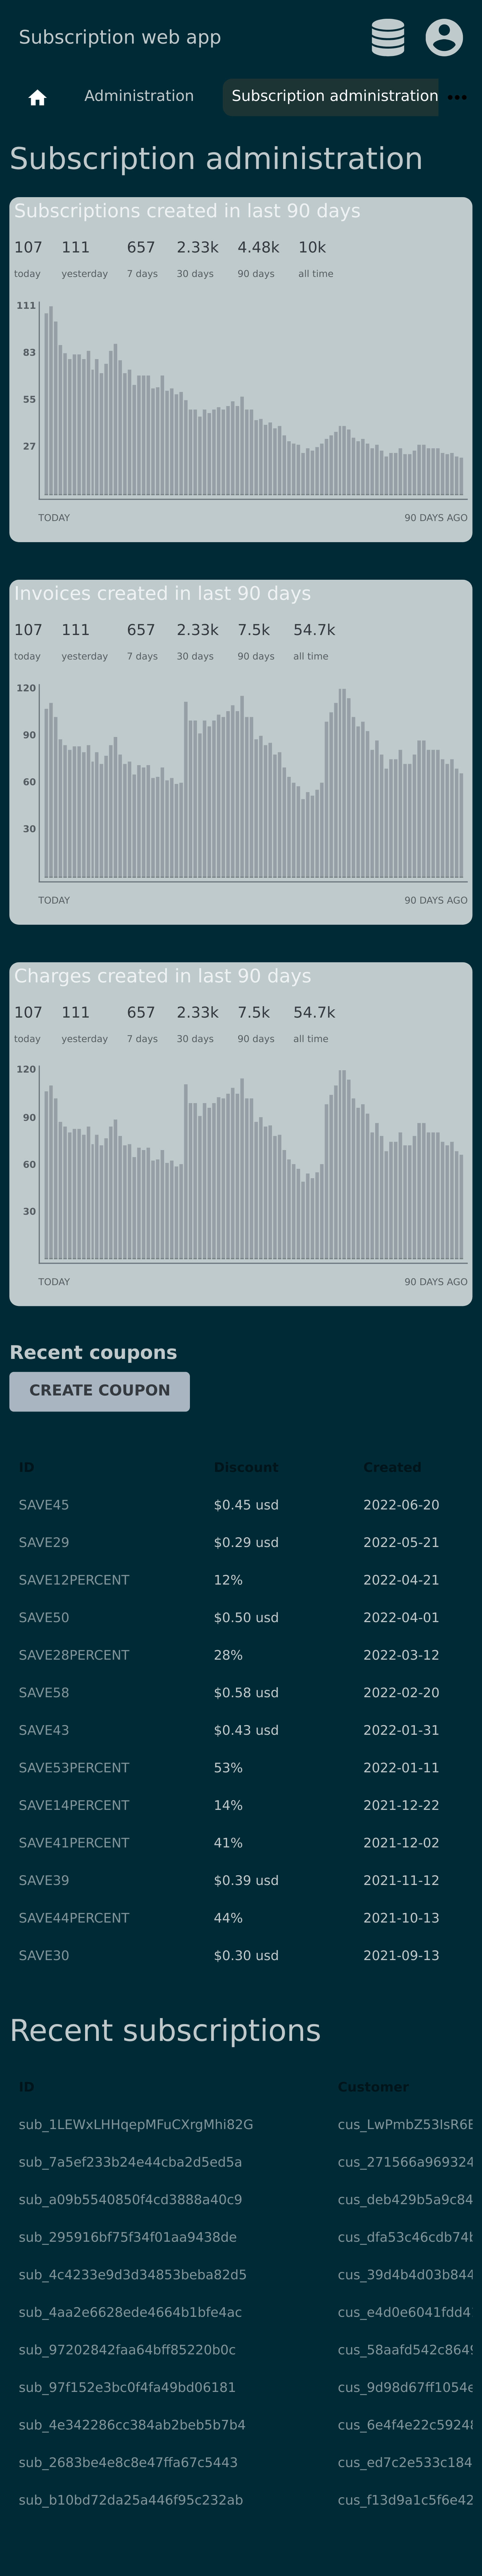 Subscription web app
Administration
Subscription administration
Subscription administration
Subscriptions created in last 90 days
107 111 657 2.33k 4.48k 10k
today yesterday 7 days 30 days 90 days all time
111
83
55
27
TODAY 90 DAYS AGO
Invoices created in last 90 days
107 111 657 2.33k 7.5k 54.7k
today yesterday 7 days 30 days 90 days all time
120
90
60
30
TODAY 90 DAYS AGO
Charges created in last 90 days
107 111 657 2.33k 7.5k 54.7k
today yesterday 7 days 30 days 90 days all time
120
90
60
30
TODAY 90 DAYS AGO
Recent coupons
CREATE COUPON
ID Discount Created
SAVE45 $0.45 usd 2022-06-20
SAVE29 $0.29 usd 2022-05-21
SAVE12PERCENT 12% 2022-04-21
SAVE50 $0.50 usd 2022-04-01
SAVE28PERCENT 28% 2022-03-12
SAVE58 $0.58 usd 2022-02-20
SAVE43 $0.43 usd 2022-01-31
SAVE53PERCENT 53% 2022-01-11
SAVE14PERCENT 14% 2021-12-22
SAVE41PERCENT 41% 2021-12-02
SAVE39 $0.39 usd 2021-11-12
SAVE44PERCENT 44% 2021-10-13
SAVE30 $0.30 usd 2021-09-13
Recent subscriptions
ID Customer
sub_1LEWxLHHqepMFuCXrgMhi82G cus_LwPmbZ53IsR6E
sub_7a5ef233b24e44cba2d5ed5a cus_271566a969324
sub_a09b5540850f4cd3888a40c9 cus_deb429b5a9c84
sub_295916bf75f34f01aa9438de cus_dfa53c46cdb74b
sub_4c4233e9d3d34853beba82d5 cus_39d4b4d03b844
sub_4aa2e6628ede4664b1bfe4ac cus_e4d0e6041fdd4
sub_97202842faa64bff85220b0c cus_58aafd542c8649
sub_97f152e3bc0f4fa49bd06181 cus_9d98d67ff1054e
sub_4e342286cc384ab2beb5b7b4 cus_6e4f4e22c59248
sub_2683be4e8c8e47ffa67c5443 cus_ed7c2e533c184
sub_b10bd72da25a446f95c232ab cus_f13d9a1c5f6e42